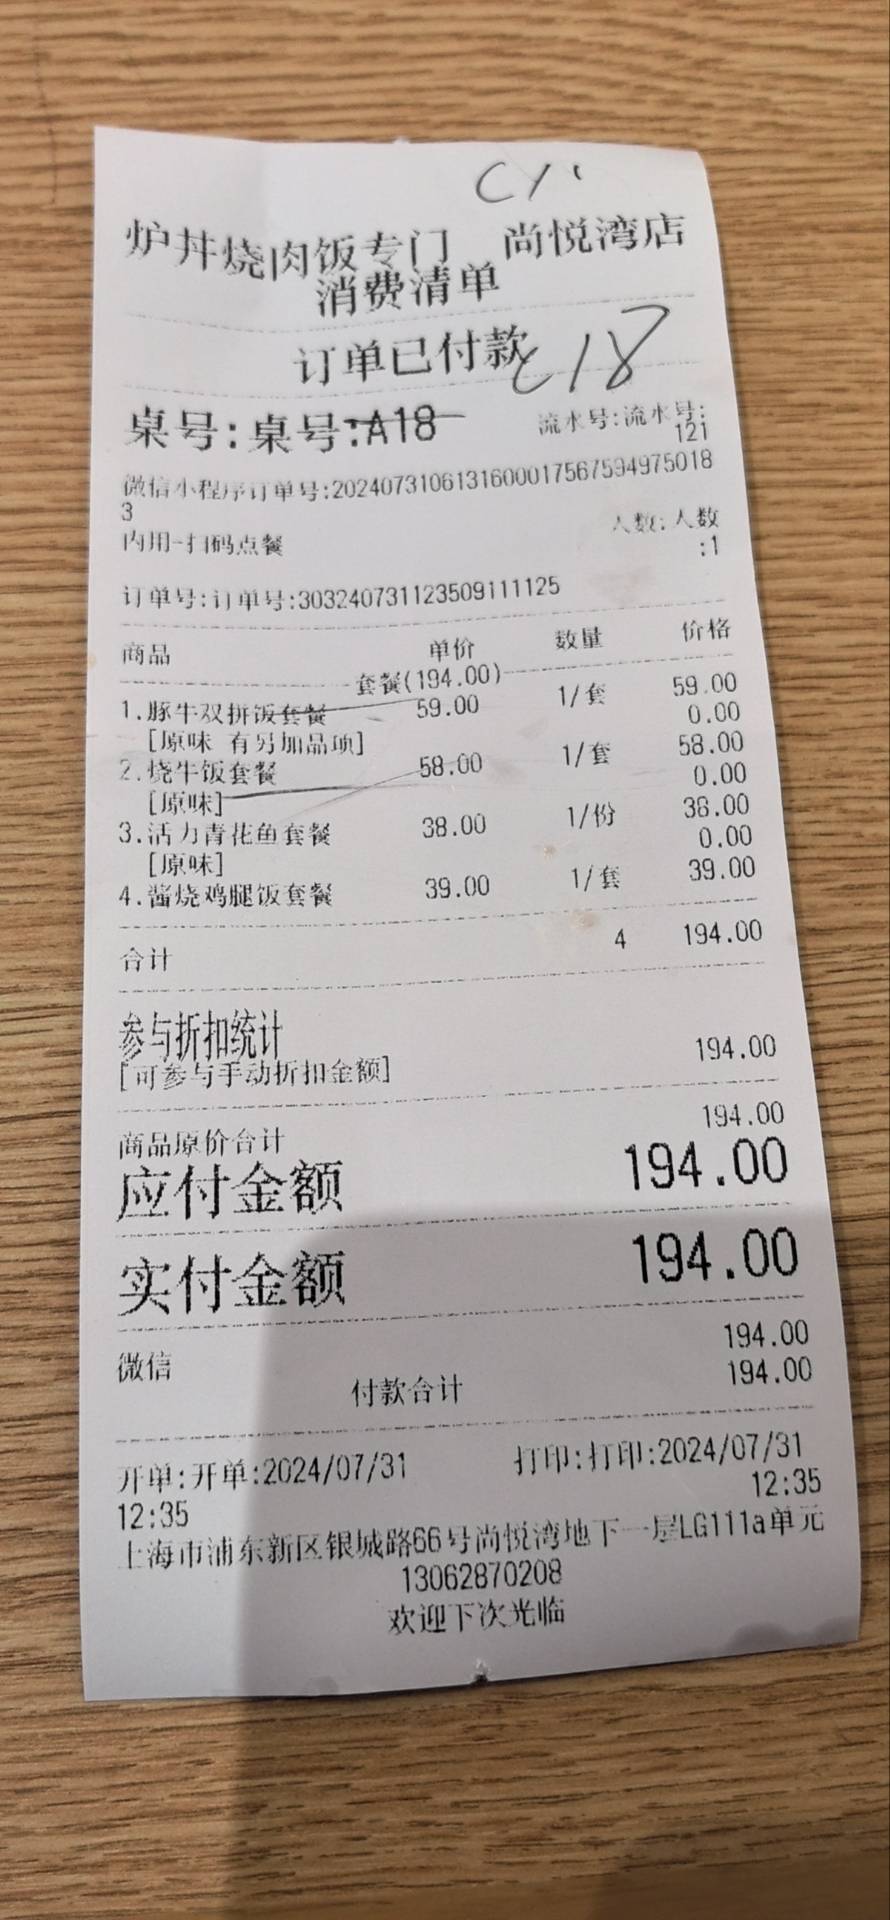 炉丼烧肉饭专门 尚悦湾店
消费清单
订单已付款
C18
桌号:桌号:A18
流水号:流水号:
121
微信小程序订单号:2024073106131600017567594975018
3
内用-扫码点餐
人数:人数
:1
订单号:订单号:303240731123509111125
商品 单价 数量 价格
套餐(194.00)
1.豚牛双拼饭套餐 59.00 1/套 59.00
[原味 有另加品项] 0.00
2.烧牛饭套餐 58.00 1/套 58.00
[原味] 0.00
3.活力青花鱼套餐 38.00 1/份 38.00
[原味] 0.00
4.酱烧鸡腿饭套餐 39.00 1/套 39.00
合计 4 194.00
参与折扣统计
[可参与手动折扣金额] 194.00
商品原价合计 194.00
应付金额 194.00
实付金额 194.00
微信 194.00
付款合计 194.00
开单:开单:2024/07/31
12:35
打印:打印:2024/07/31
12:35
上海市浦东新区银城路66号尚悦湾地下一层LG111a单元
13062870208
欢迎下次光临